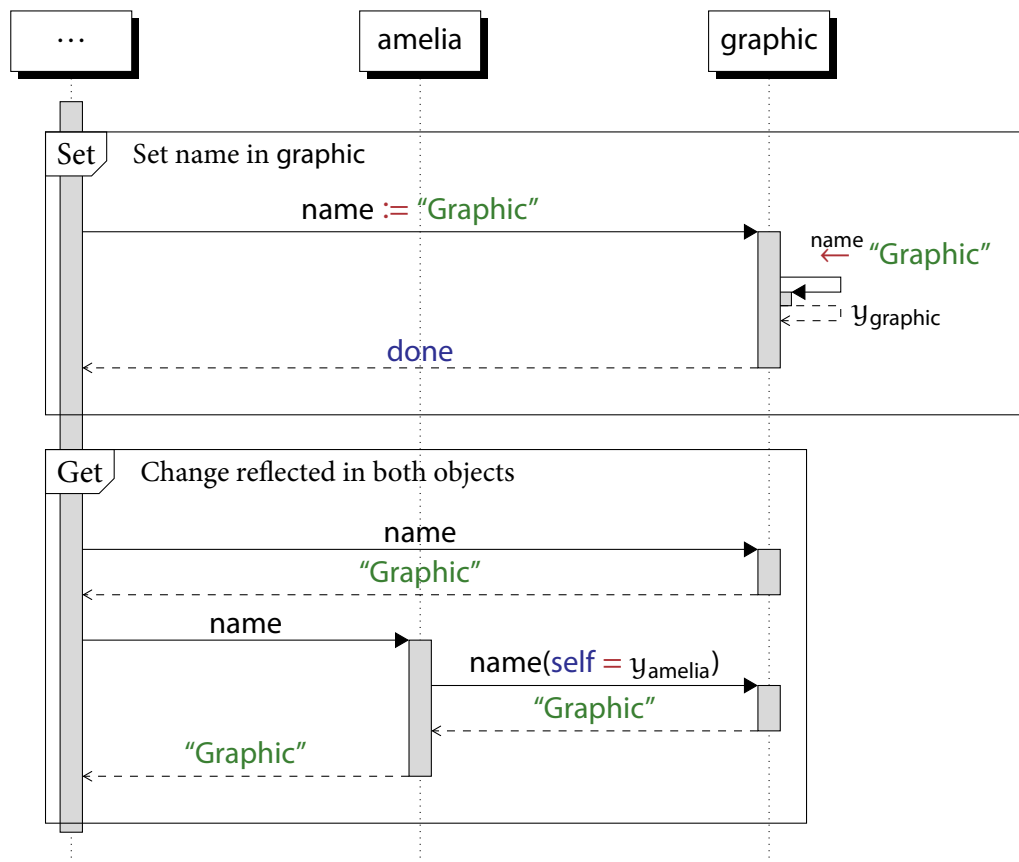 … amelia graphic
Set Set name in graphic
name := “Graphic”
name
← “Graphic”
ygraphic
done
Get Change reflected in both objects
name
“Graphic”
name
name(self = yamelia)
“Graphic”
“Graphic”